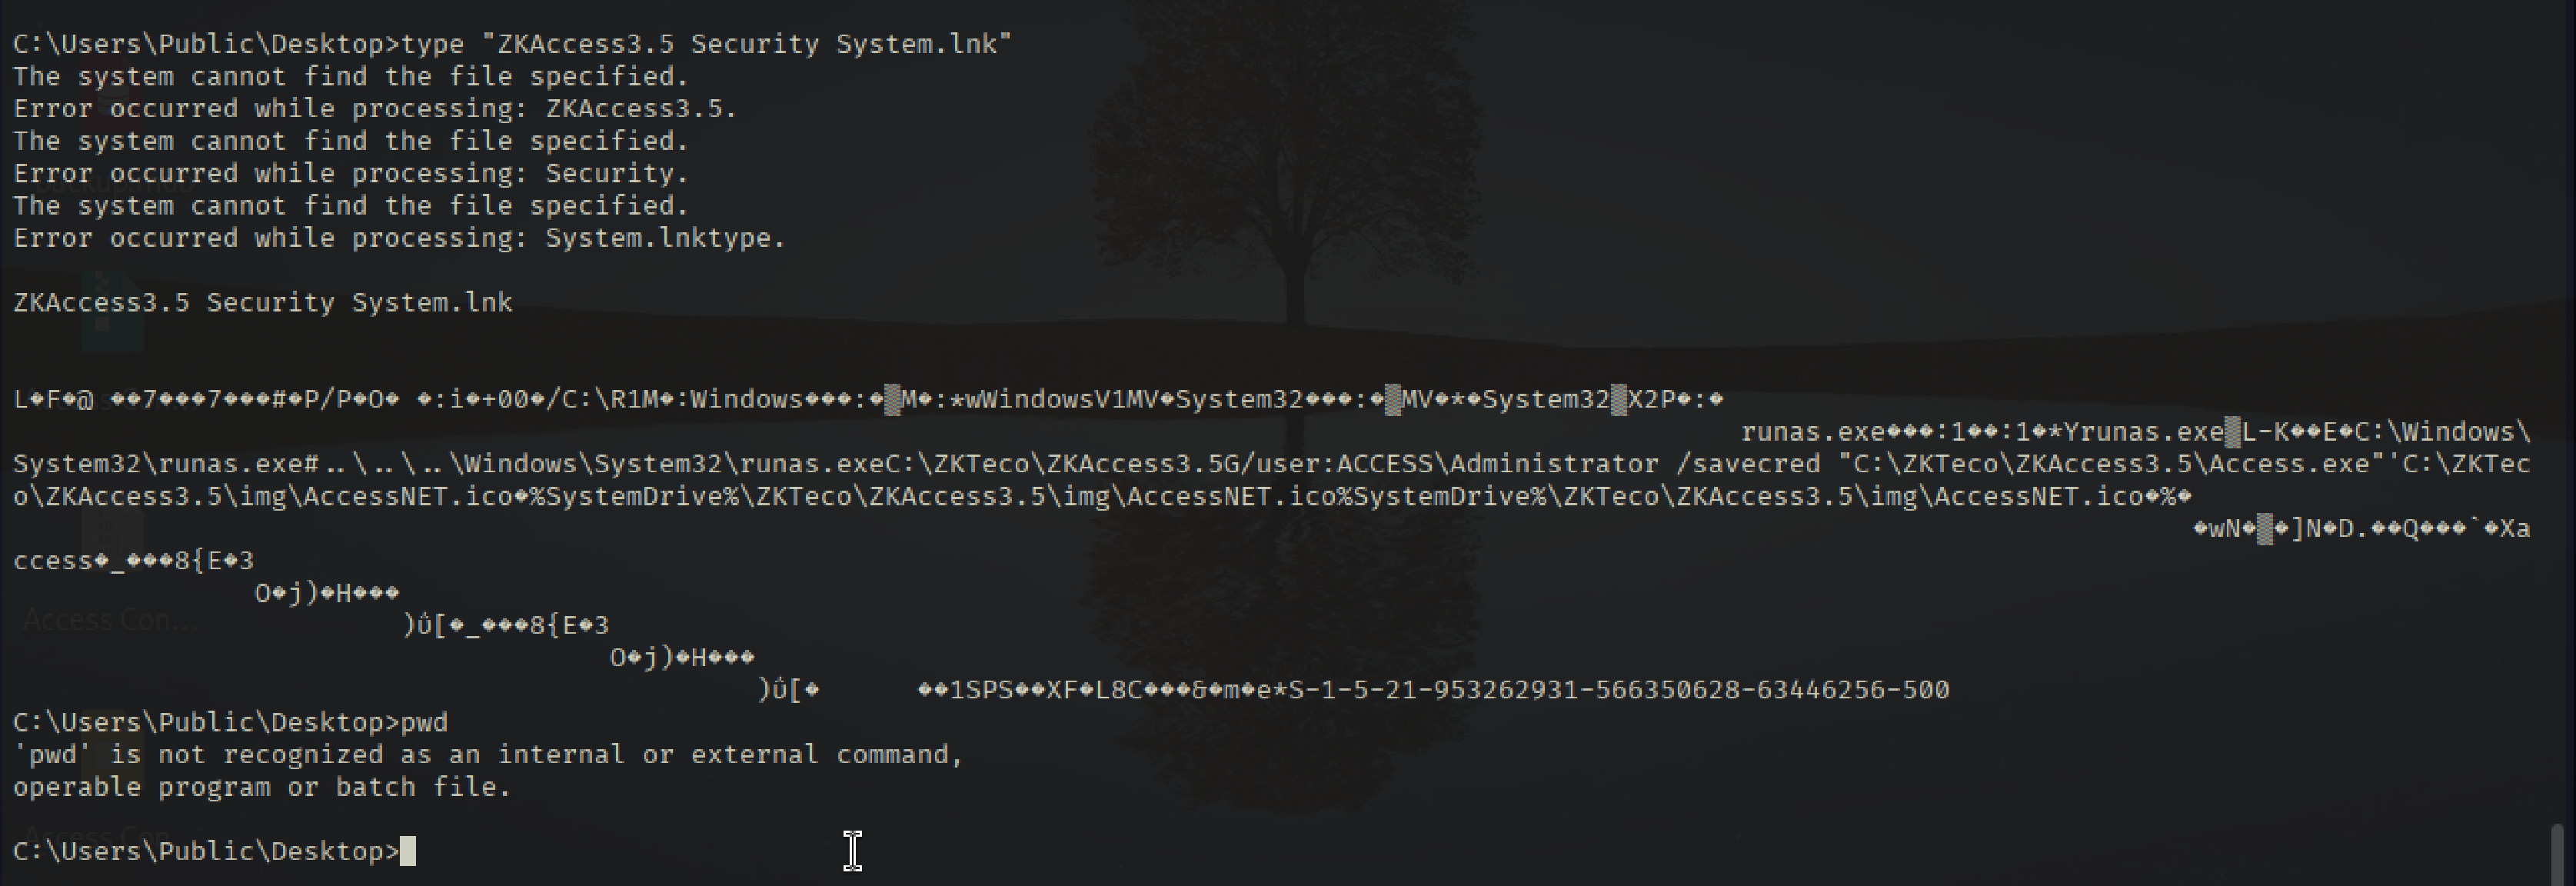 C:\Users\Public\Desktop>type "ZKAccess3.5 Security System.lnk"
The system cannot find the file specified.
Error occurred while processing: ZKAccess3.5.
The system cannot find the file specified.
Error occurred while processing: Security.
The system cannot find the file specified.
Error occurred while processing: System.lnktype.
ZKAccess3.5 Security System.lnk
L�F�@ ��7���7���#�P/P�O� �:i�+00�/C:\R1M�:Windows���:�▒M�:*wWindowsV1MV�System32���:�▒MV�*�System32▒X2P�:�
runas.exe���:1��:1�*Yrunas.exe▒L-K��E�C:\Windows\
System32\runas.exe#..\..\..\Windows\System32\runas.exeC:\ZKTeco\ZKAccess3.5G/user:ACCESS\Administrator /savecred "C:\ZKTeco\ZKAccess3.5\Access.exe"'C:\ZKTec
o\ZKAccess3.5\img\AccessNET.ico�%SystemDrive%\ZKTeco\ZKAccess3.5\img\AccessNET.ico%SystemDrive%\ZKTeco\ZKAccess3.5\img\AccessNET.ico�%�
�wN�▒�]N�D.��Q���`�Xa
ccess�_���8{E�3
O�j)�H���
)ΰ[�_���8{E�3
O�j)�H���
)ΰ[�      ��1SPS��XF�L8C���&�m�e*S-1-5-21-953262931-566350628-63446256-500
C:\Users\Public\Desktop>pwd
'pwd' is not recognized as an internal or external command,
operable program or batch file.
Access Con...
C:\Users\Public\Desktop>